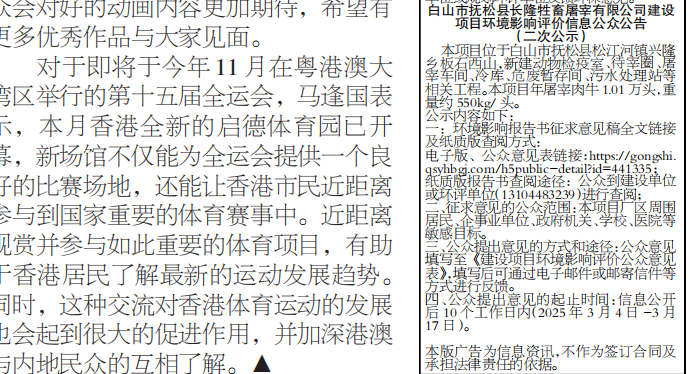 众会对好的动画内容更加期待，希望有
更多优秀作品与大家见面。
对于即将于今年11月在粤港澳大
湾区举行的第十五届全运会，马逢国表
示，本月香港全新的启德体育园已开
幕，新场馆不仅能为全运会提供一个良
好的比赛场地，还能让香港市民近距离
参与到国家重要的体育赛事中。近距离
观赏并参与如此重要的体育项目，有助
于香港居民了解最新的运动发展趋势。
同时，这种交流对香港体育运动的发展
也会起到很大的促进作用，并加深港澳
与内地民众的互相了解。▲
白山市抚松县长隆牲畜屠宰有限公司建设
项目环境影响评价信息公众公告
（二次公示）
本项目位于白山市抚松县松江河镇兴隆
乡板石西山，新建动物检疫室、待宰圈、屠
宰车间、冷库、危废暂存间、污水处理站等
相关工程。本项目年屠宰肉牛 1.01 万头，重
量约 550kg/ 头。
公示内容如下：
一；环境影响报告书征求意见稿全文链接
及纸质版查阅方式：
电子版、公众意见表链接：https://gongshi.
qsyhbgj.com/h5public-detail?id=441335；
纸质版报告书查阅途径：公众到建设单位
或环评单位(13104483239)进行查阅；
二、征求意见的公众范围：本项目厂区周围
居民、企事业单位、政府机关、学校、医院等
敏感目标。
三、公众提出意见的方式和途径：公众意见
填写至《建设项目环境影响评价公众意见
表》，填写后可通过电子邮件或邮寄信件等
方式进行反馈。
四、公众提出意见的起止时间：信息公开
后 10 个工作日内(2025 年 3 月 4 日 -3 月
17 日)。
本版广告为信息资讯，不作为签订合同及
承担法律责任的依据。